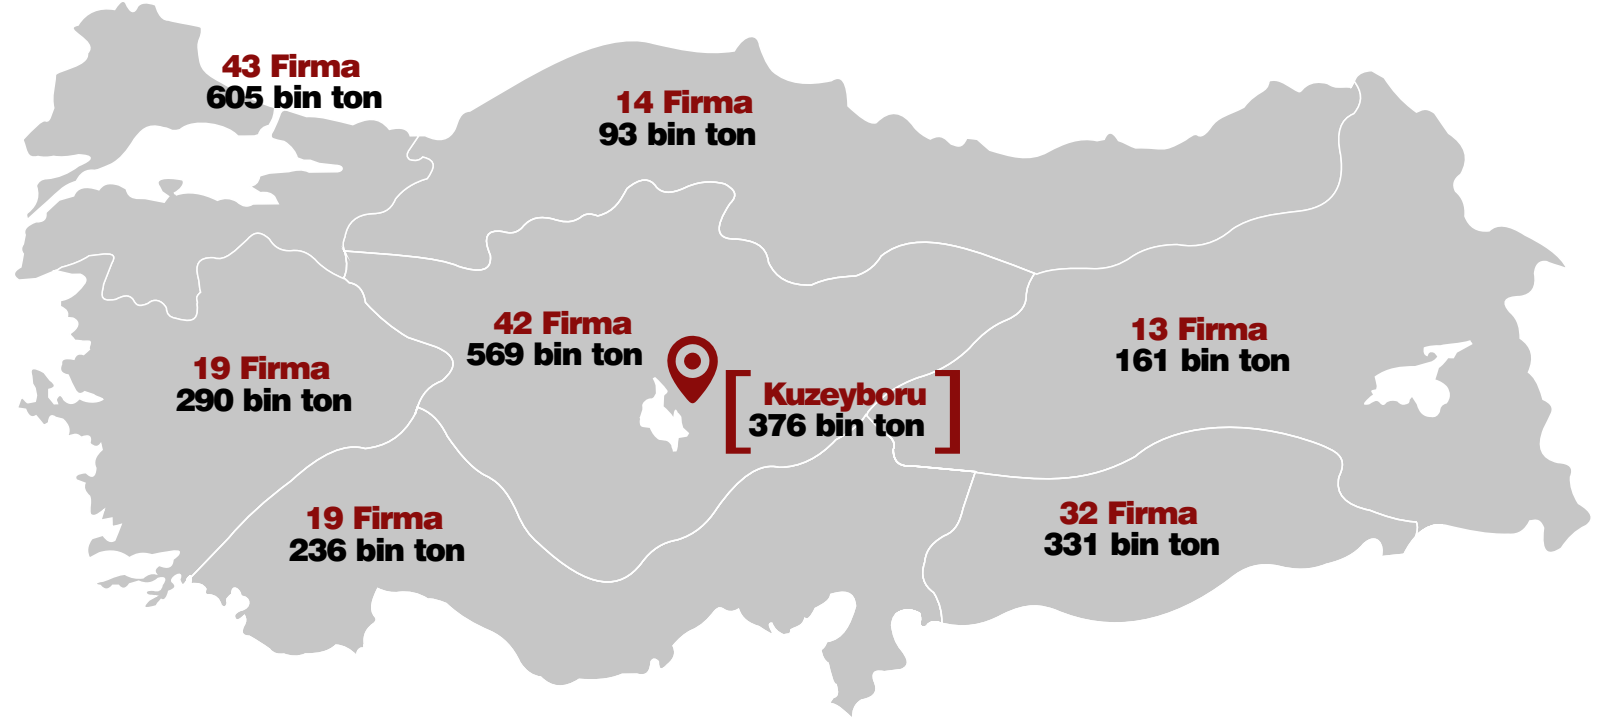 43 Firma
605 bin ton
14 Firma
93 bin ton
42 Firma
569 bin ton
Kuzeyboru
376 bin ton
13 Firma
161 bin ton
19 Firma
290 bin ton
19 Firma
236 bin ton
32 Firma
331 bin ton